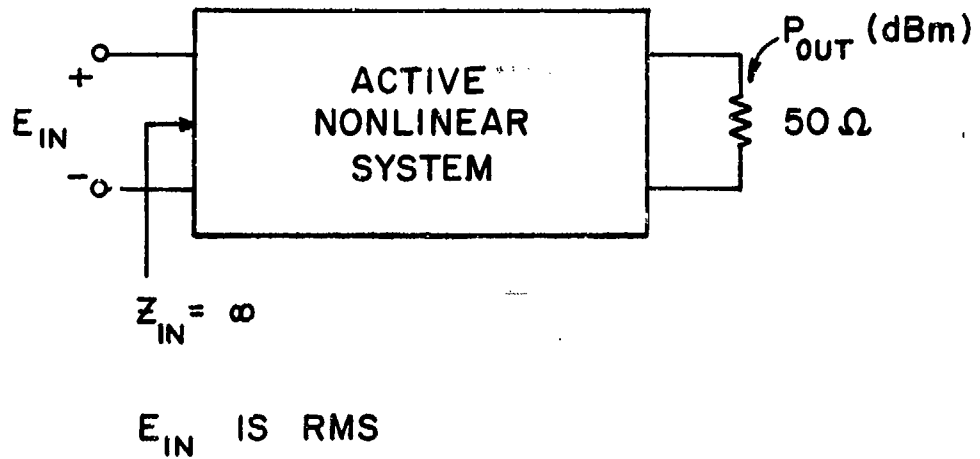 P_OUT (dBm)
+
E_IN
-
ACTIVE
NONLINEAR
SYSTEM
50 Ω
Z_IN = ∞
E_IN IS RMS